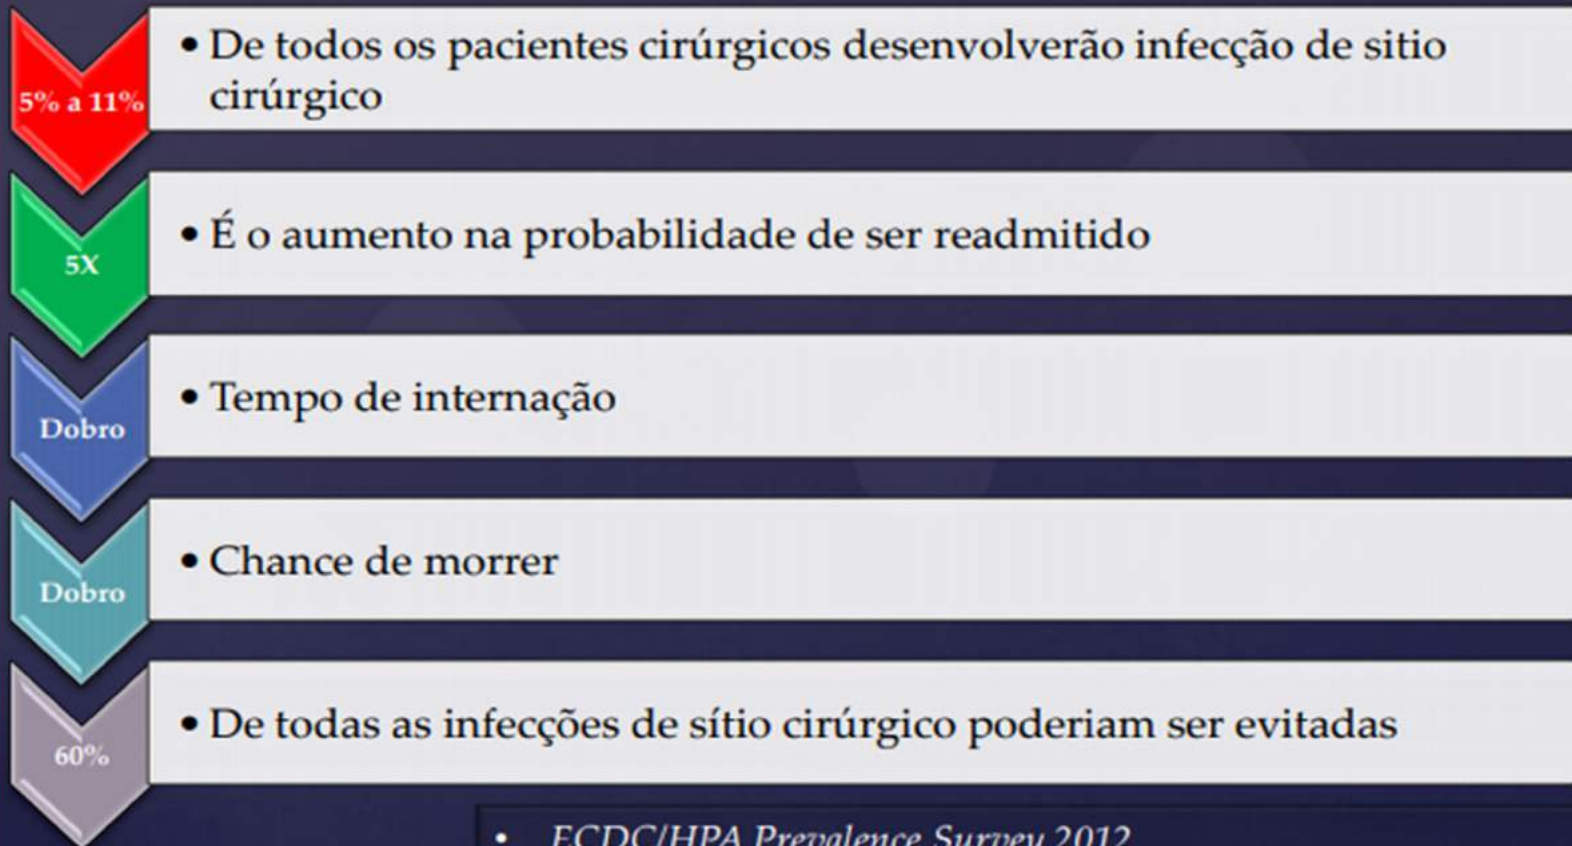 5% a 11%
• De todos os pacientes cirúrgicos desenvolverão infecção de sitio
cirúrgico
5X
• É o aumento na probabilidade de ser readmitido
Dobro
• Tempo de internação
Dobro
• Chance de morrer
60%
• De todas as infecções de sítio cirúrgico poderiam ser evitadas
• ECDC/HPA Prevalence Survey 2012